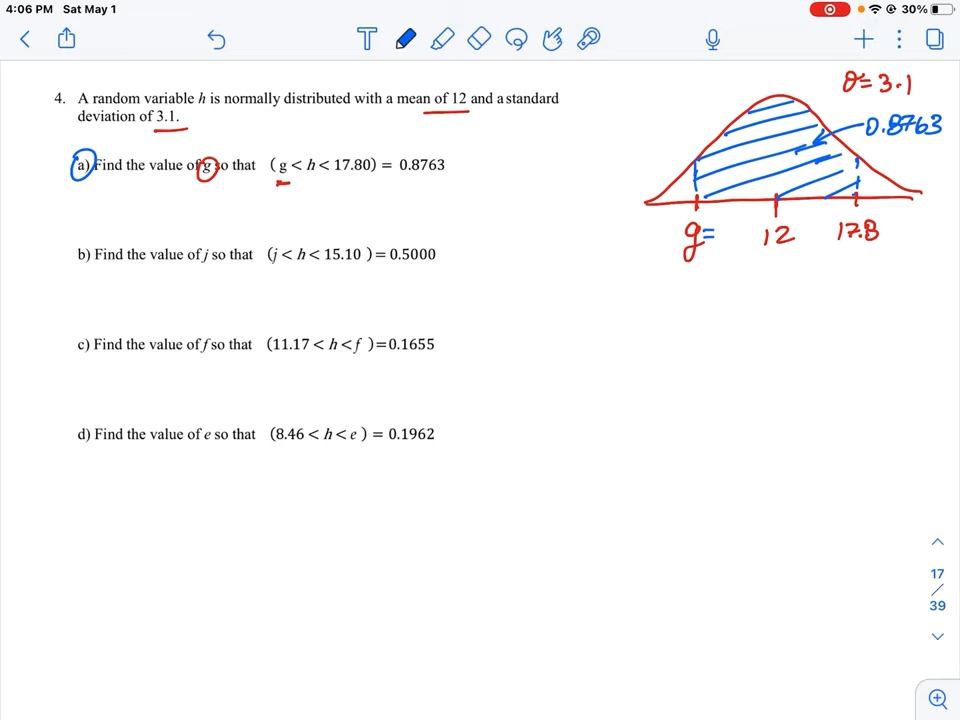 4:06 PM Sat May 1
30%
4. A random variable h is normally distributed with a mean of 12 and a standard
deviation of 3.1.
a) Find the value of g so that ( g < h < 17.80) = 0.8763
b) Find the value of j so that (j < h < 15.10 ) = 0.5000
c) Find the value of f so that (11.17 < h < f )=0.1655
d) Find the value of e so that (8.46 < h < e ) = 0.1962
σ = 3.1
0.8763
g= 12 17.8
17
/
39